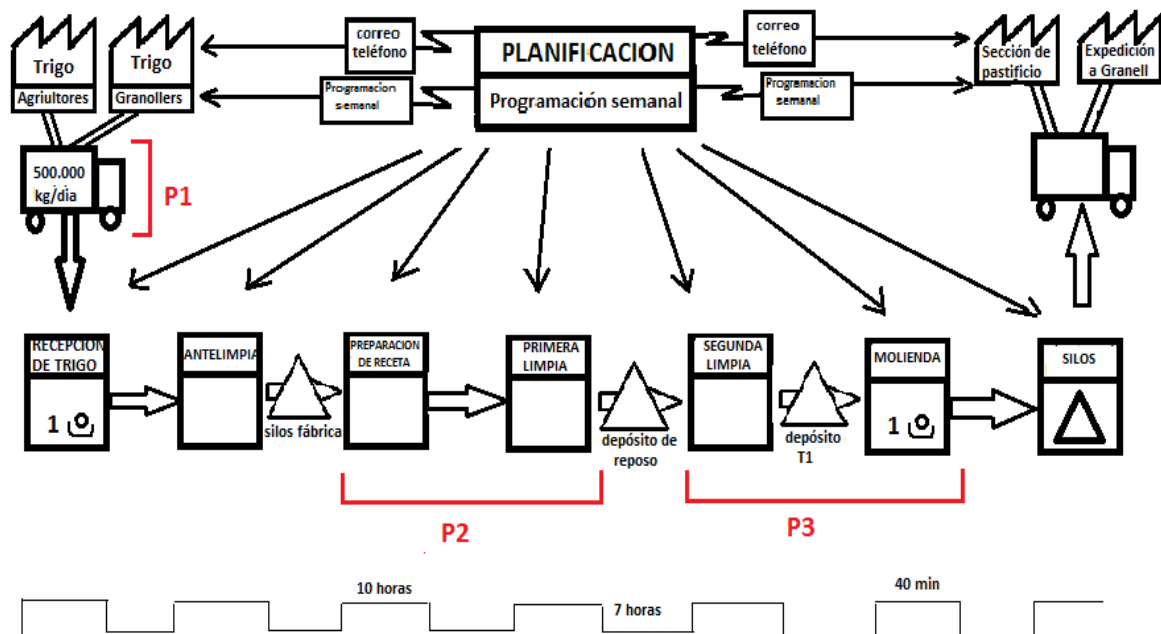 Trigo
Agriultores
Trigo
Granollers
correo
teléfono
Programacion
semanal
PLANIFICACION
Programación semanal
correo
teléfono
Programacion
semanal
Sección de
pastificio
Expedición
a Granell
500.000
kg/dia
P1
RECEPCION
DE TRIGO
1
ANTELIMPIA
silos fábrica
PREPARACION
DE RECETA
PRIMERA
LIMPIA
depósito de
reposo
SEGUNDA
LIMPIA
depósito
T1
MOLIENDA
1
SILOS
P2
P3
10 horas
7 horas
40 min